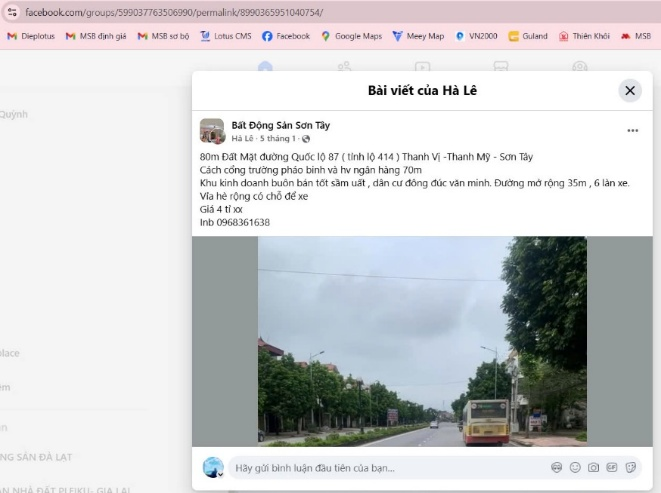 facebook.com/groups/599037763506990/permalink/8990365951040754/
Dieplotus MSB định giá MSB sơ bộ Lotus CMS Facebook Google Maps Meey Map VN2000 Guland Thiên Khôi MSB
Quỳnh
Bài viết của Hà Lê
Bất Động Sản Sơn Tây
Hà Lê · 5 tháng 1 ·
80m Đất Mặt đường Quốc lộ 87 ( tỉnh lộ 414 ) Thanh Vị -Thanh Mỹ - Sơn Tây
Cách cổng trường pháo binh và hv ngân hàng 70m
Khu kinh doanh buôn bán tốt sầm uất , dân cư đông đúc văn minh. Đường mở rộng 35m , 6 làn xe.
Vỉa hè rộng có chỗ để xe
Giá 4 tỉ xx
Inb 0968361638
Hãy gửi bình luận đầu tiên của bạn...
GIF
NG SẢN ĐÀ LẠT
N NHÀ ĐẤT PLEIKU- GIA LAI